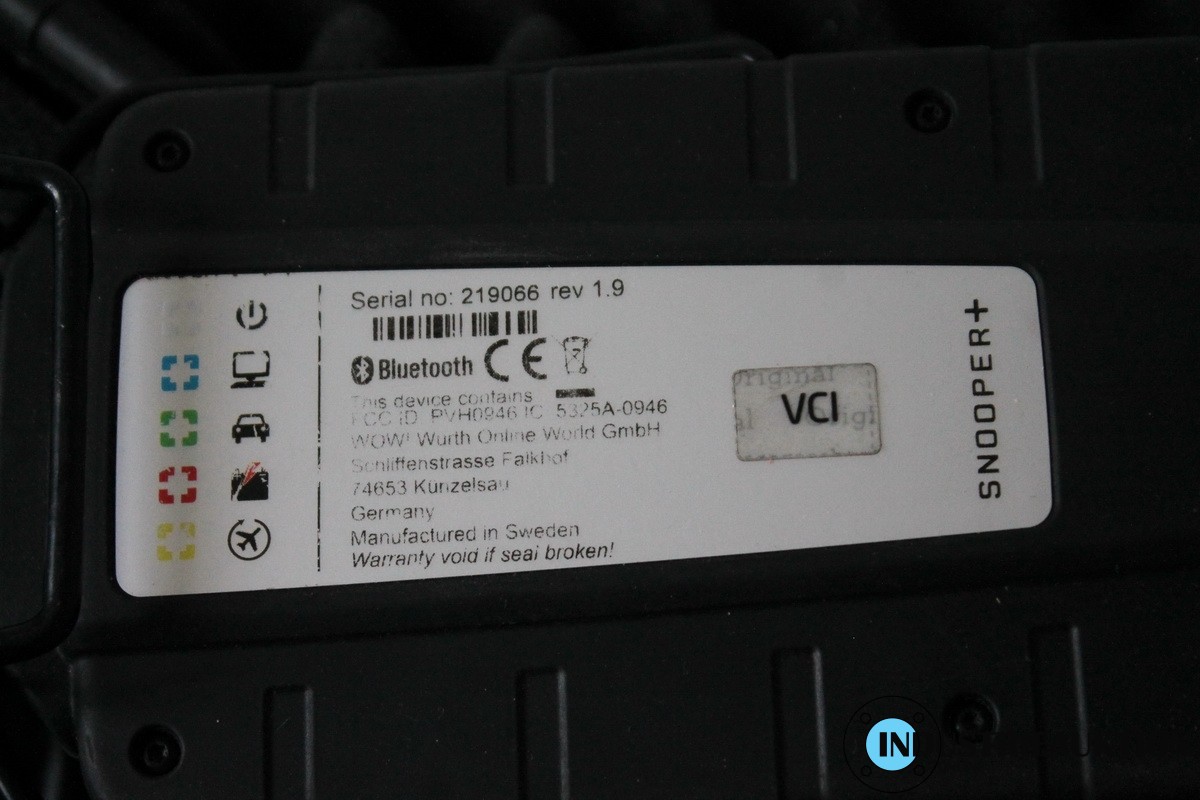 Serial no: 219066 rev 1.9
Bluetooth CE
This device contains
FCC ID PVH0946 IC 5325A-0946
WOW! Wurth Online World GmbH
Schliffenstrasse Falkhof
74653 Kunzelsau
Germany
Manufactured in Sweden
Warranty void if seal broken!
original
VCI
SNOOPER+
IN